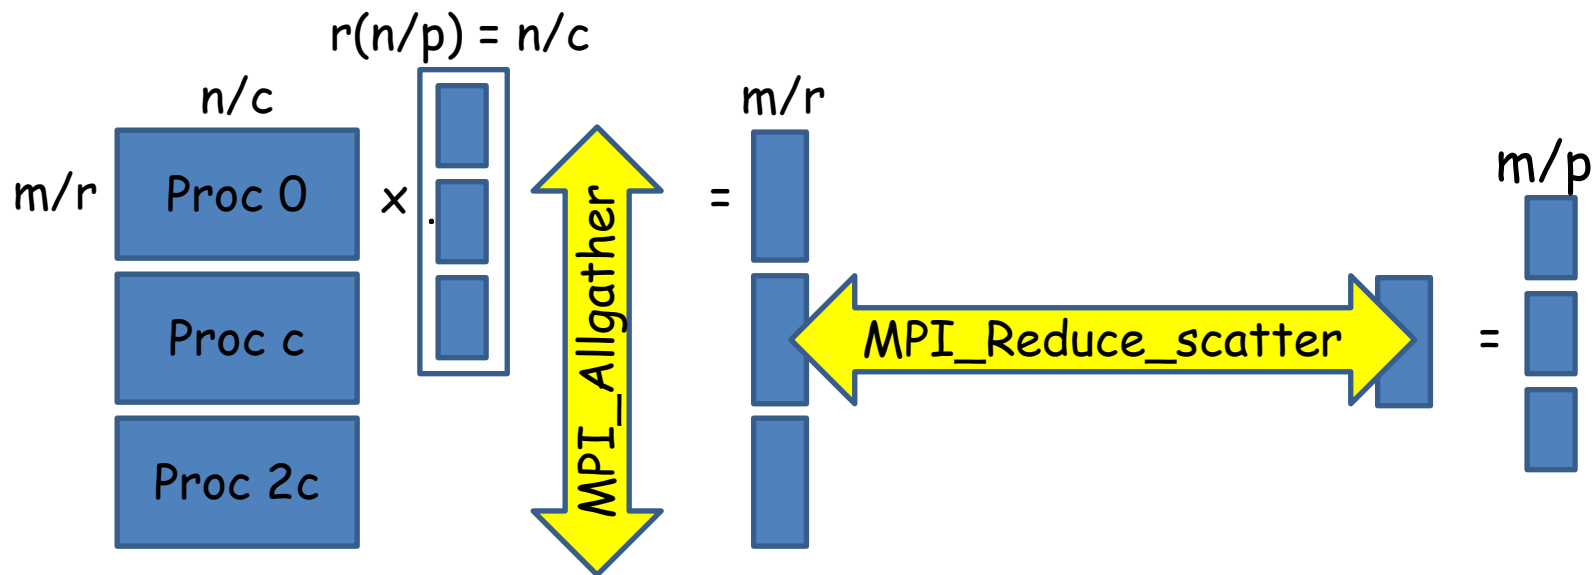 r(n/p) = n/c
n/c
m/r
m/r
Proc 0
x
.
=
m/p
Proc c
MPI_Allgather
MPI_Reduce_scatter
=
Proc 2c